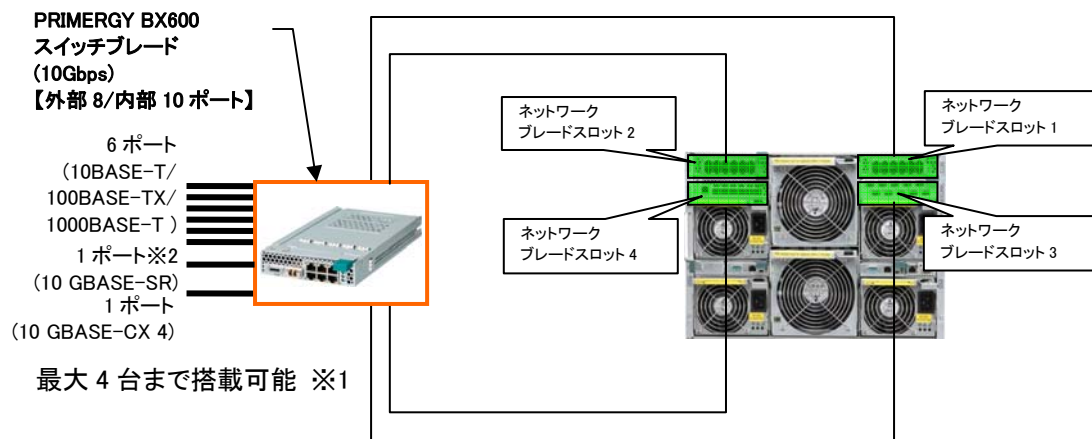 PRIMERGY BX600
スイッチブレード
(10Gbps)
【外部 8/内部 10 ポート】
6 ポート
(10BASE-T/
100BASE-TX/
1000BASE-T )
1 ポート※2
(10 GBASE-SR)
1 ポート
(10 GBASE-CX 4)
最大 4 台まで搭載可能 ※1
ネットワーク
ブレードスロット 2
ネットワーク
ブレードスロット 1
ネットワーク
ブレードスロット 4
ネットワーク
ブレードスロット 3